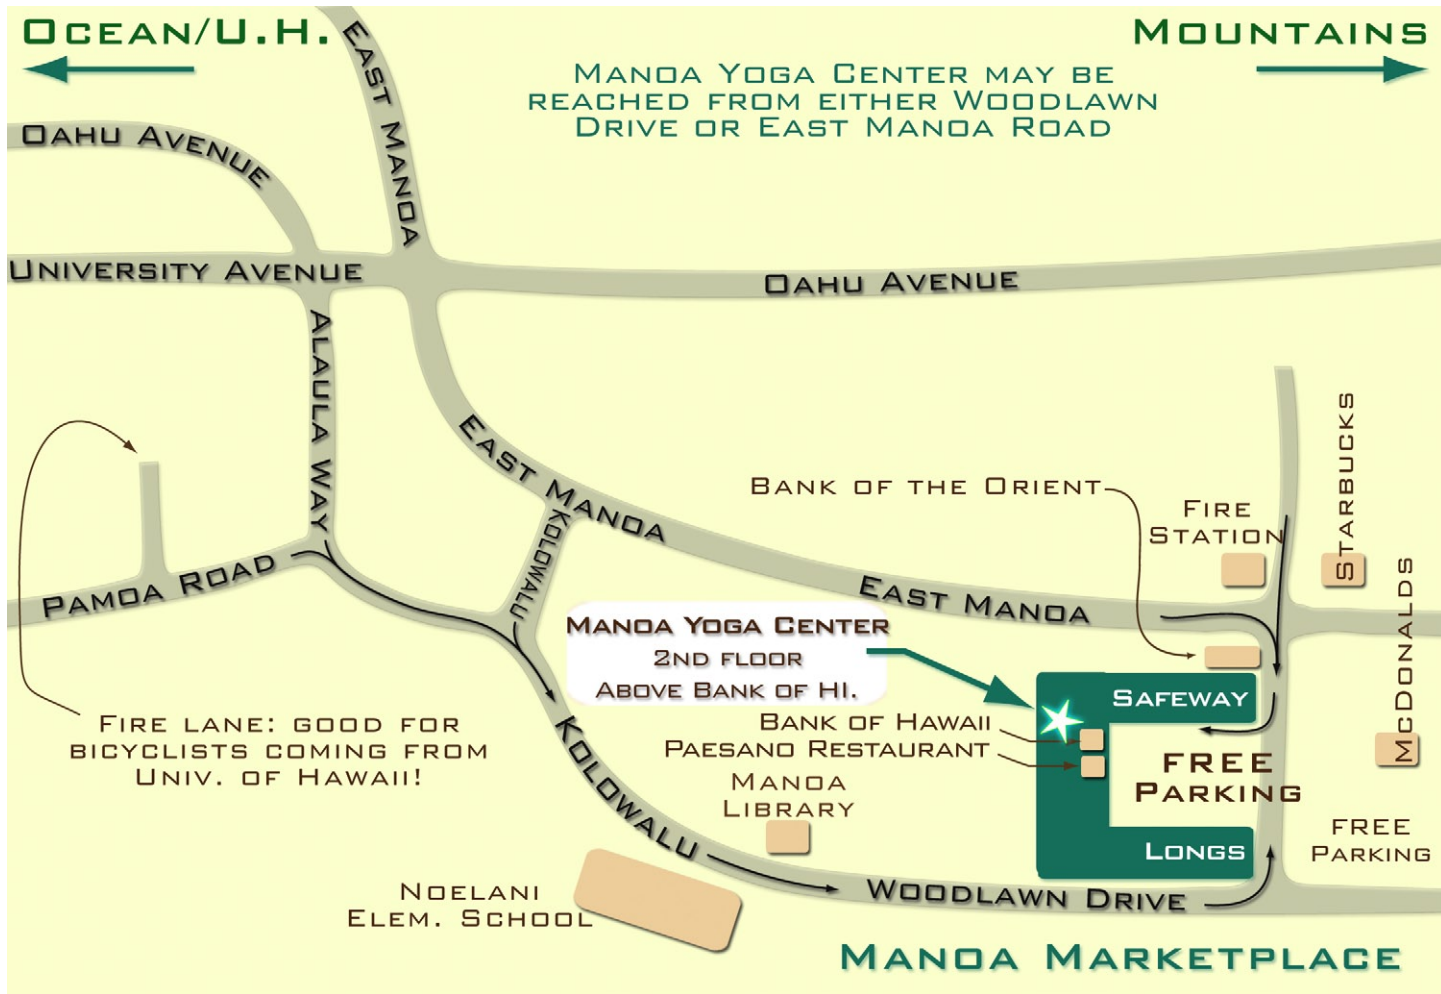 OCEAN/U.H.
MOUNTAINS
MANOA YOGA CENTER MAY BE
REACHED FROM EITHER WOODLAWN
DRIVE OR EAST MANOA ROAD
EAST MANOA
OAHU AVENUE
UNIVERSITY AVENUE
OAHU AVENUE
ALAULA WAY
EAST MANOA
KOLOWALU
BANK OF THE ORIENT
FIRE
STATION
STARBUCKS
PAMOA ROAD
EAST MANOA
MCDONALDS
MANOA YOGA CENTER
2ND FLOOR
ABOVE BANK OF HI.
SAFEWAY
FIRE LANE: GOOD FOR
BICYCLISTS COMING FROM
UNIV. OF HAWAII!
BANK OF HAWAII
PAESANO RESTAURANT
FREE
PARKING
MANOA
LIBRARY
KOLOWALU
FREE
PARKING
LONGS
NOELANI
ELEM. SCHOOL
WOODLAWN DRIVE
MANOA MARKETPLACE